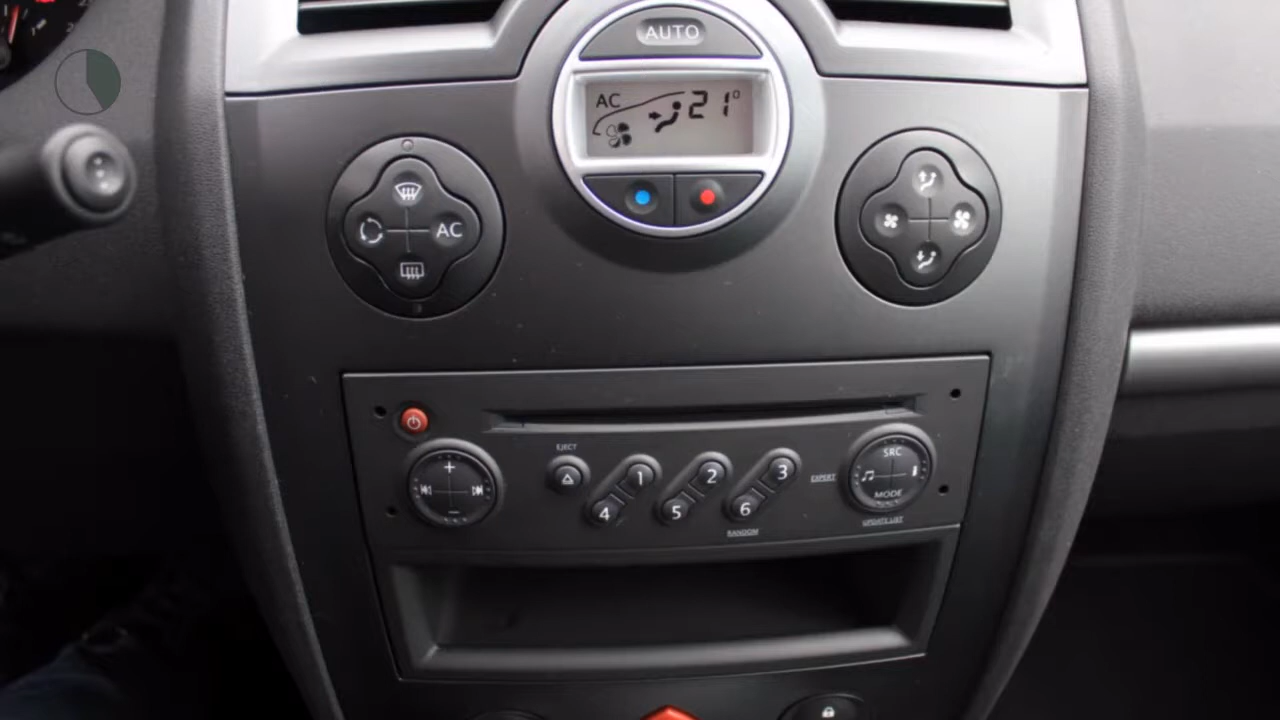 AUTO
AC
21°
AC
EJECT
1
2
3
4
5
6
RANDOM
EXPERT
SRC
MODE
UPDATE LIST